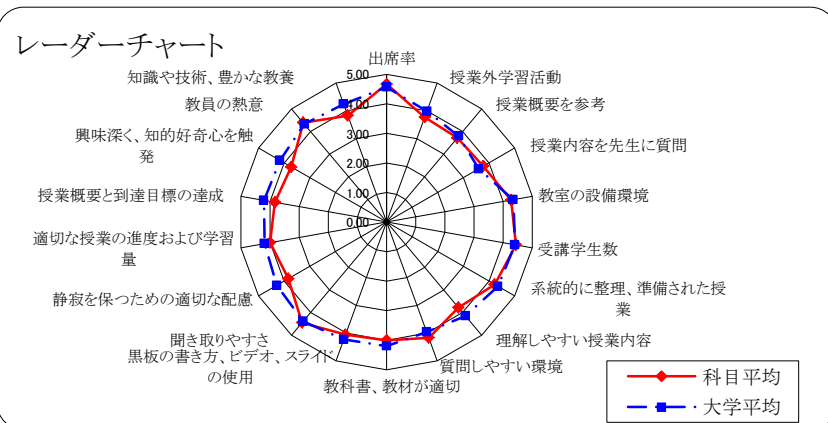 レーダーチャート
出席率
授業外学習活動
授業概要を参考
授業内容を先生に質問
教室の設備環境
受講学生数
系統的に整理、準備された授
業
理解しやすい授業内容
質問しやすい環境
教科書、教材が適切
黒板の書き方、ビデオ、スライド
の使用
聞き取りやすさ
静寂を保つための適切な配慮
適切な授業の進度および学習
量
授業概要と到達目標の達成
興味深く、知的好奇心を触
発
教員の熱意
知識や技術、豊かな教養
5.00
4.00
3.00
2.00
1.00
0.00
科目平均
大学平均